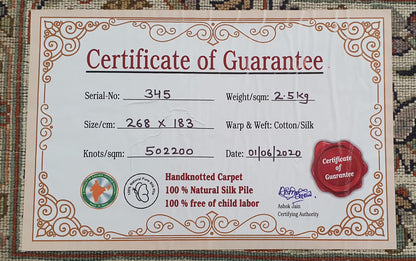 Certificate of Guarantee
Serial-No: 345 Weight/sqm: 2.5kg
Size/cm: 268 x 183 Warp & Weft: Cotton/Silk
Knots/sqm: 502200 Date: 01/06/2020
Handknotted Carpet
100 % Natural Silk Pile
100 % free of child labor
Certificate of
Guarantee
Ashok Jain
Certifying Authority